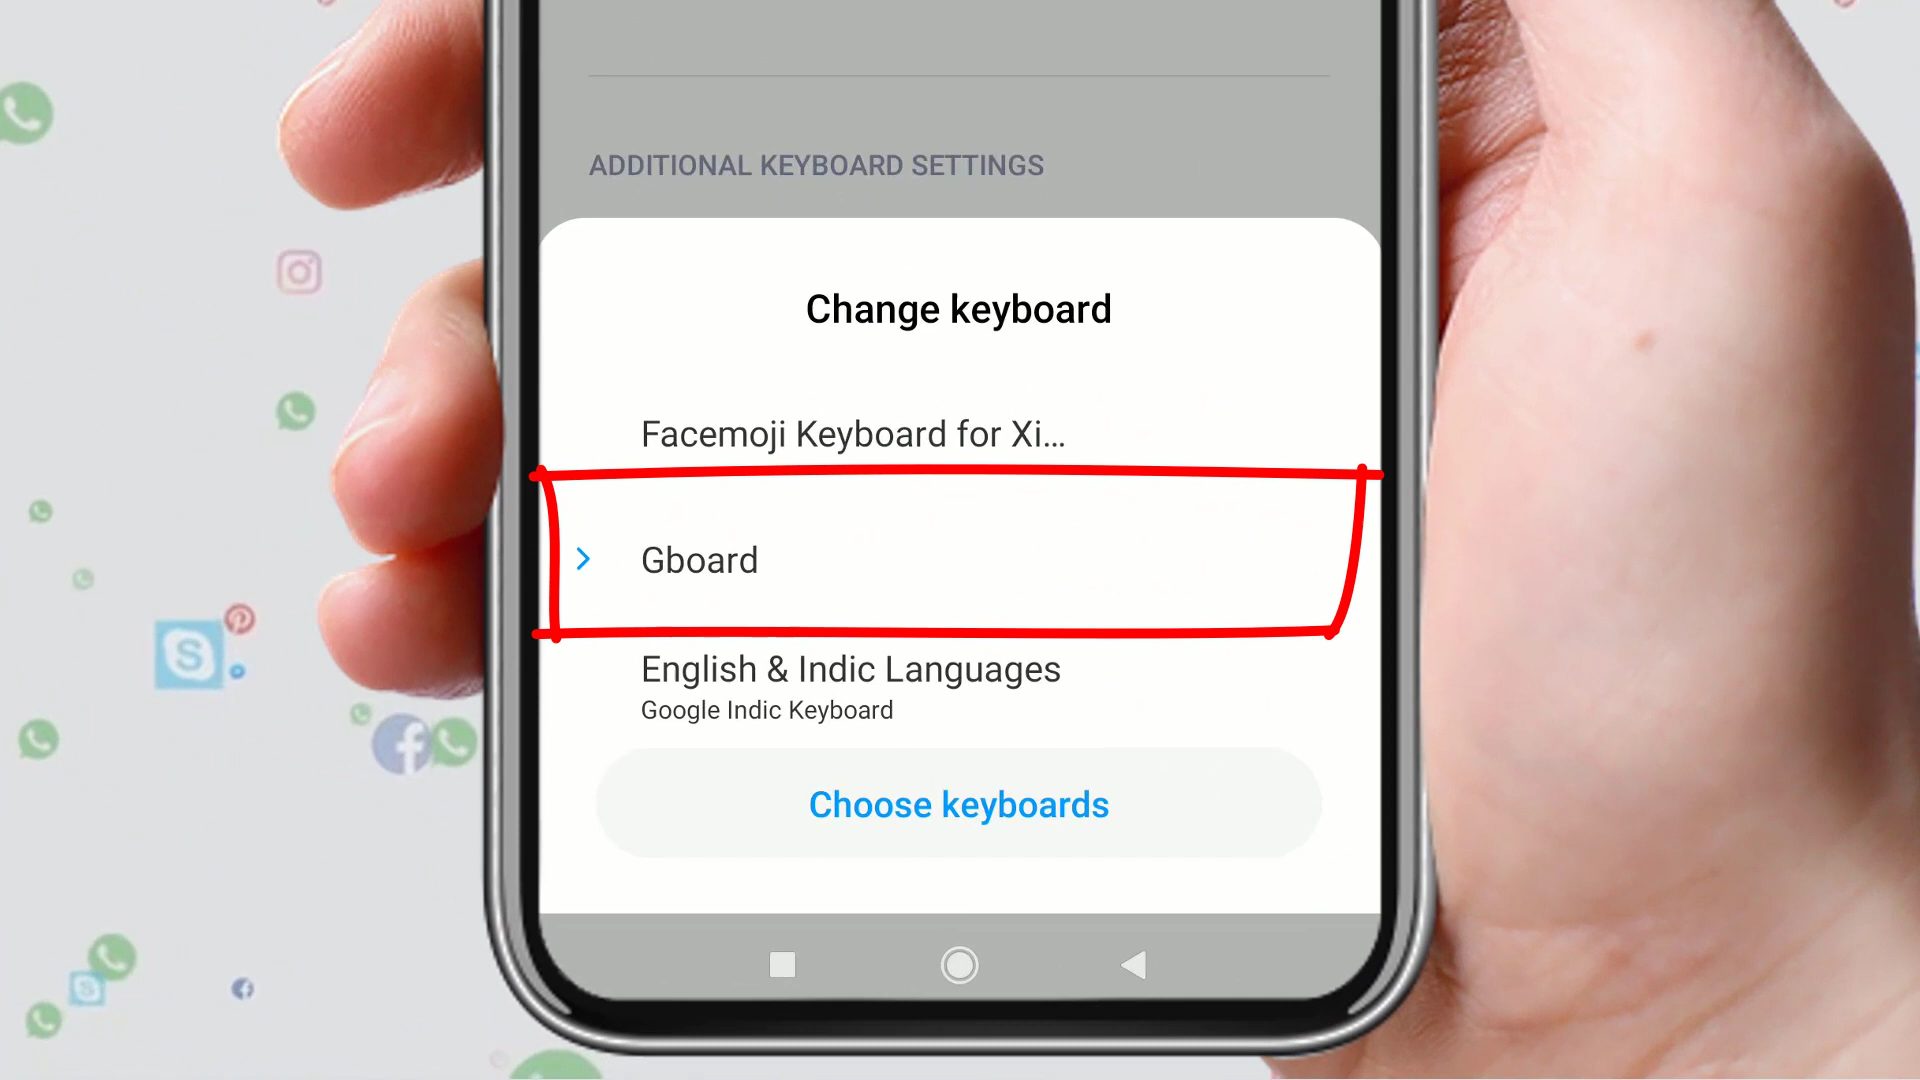 ADDITIONAL KEYBOARD SETTINGS
Change keyboard
Facemoji Keyboard for Xi...
Gboard
English & Indic Languages
Google Indic Keyboard
Choose keyboards